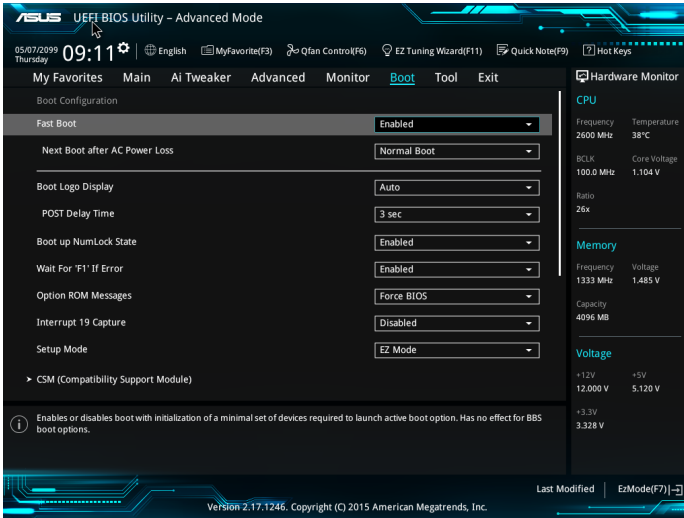 ASUS UEFI BIOS Utility – Advanced Mode
05/07/2099
Thursday
09:11
English
MyFavorite(F3)
Qfan Control(F6)
EZ Tuning Wizard(F11)
Quick Note(F9)
? Hot Keys
My Favorites Main Ai Tweaker Advanced Monitor Boot Tool Exit
Boot Configuration
Fast Boot Enabled
Next Boot after AC Power Loss Normal Boot
Boot Logo Display Auto
POST Delay Time 3 sec
Boot up NumLock State Enabled
Wait For 'F1' If Error Enabled
Option ROM Messages Force BIOS
Interrupt 19 Capture Disabled
Setup Mode EZ Mode
CSM (Compatibility Support Module)
Enables or disables boot with initialization of a minimal set of devices required to launch active boot option. Has no effect for BBS
boot options.
Hardware Monitor
CPU
Frequency Temperature
2600 MHz 38°C
BCLK Core Voltage
100.0 MHz 1.104 V
Ratio
26x
Memory
Frequency Voltage
1333 MHz 1.485 V
Capacity
4096 MB
Voltage
+12V +5V
12.000 V 5.120 V
+3.3V
3.328 V
Last Modified
EzMode(F7)
Version 2.17.1246. Copyright (C) 2015 American Megatrends, Inc.